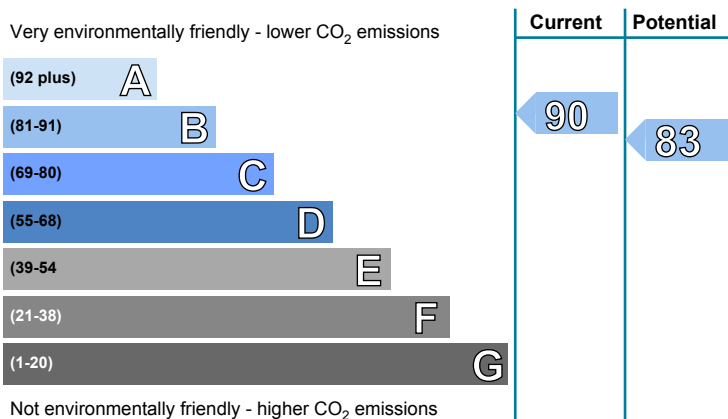 Very environmentally friendly - lower CO2 emissions
Current
Potential
(92 plus) A
(81-91) B
(69-80) C
(55-68) D
(39-54 E
(21-38) F
(1-20) G
90
83
Not environmentally friendly - higher CO2 emissions